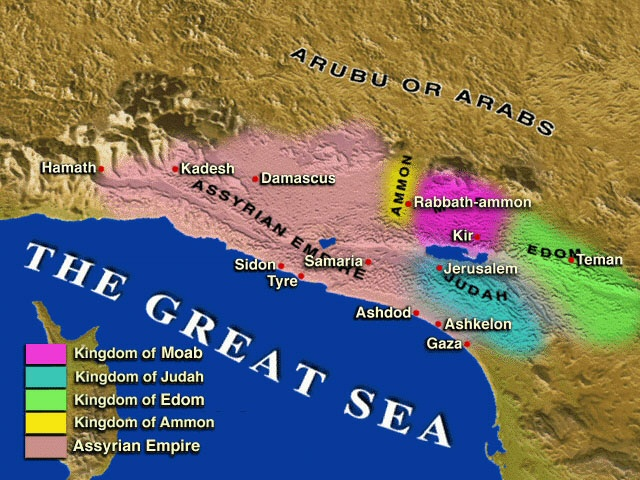 ARUBU OR ARABS
Hamath
Kadesh
Damascus
AMMON
Rabbath-ammon
ASSYRIAN EMPIRE
Kir
EDOM
Teman
Sidon
Samaria
Jerusalem
Tyre
JUDAH
Ashdod
Ashkelon
Gaza
THE GREAT SEA
Kingdom of Moab
Kingdom of Judah
Kingdom of Edom
Kingdom of Ammon
Assyrian Empire